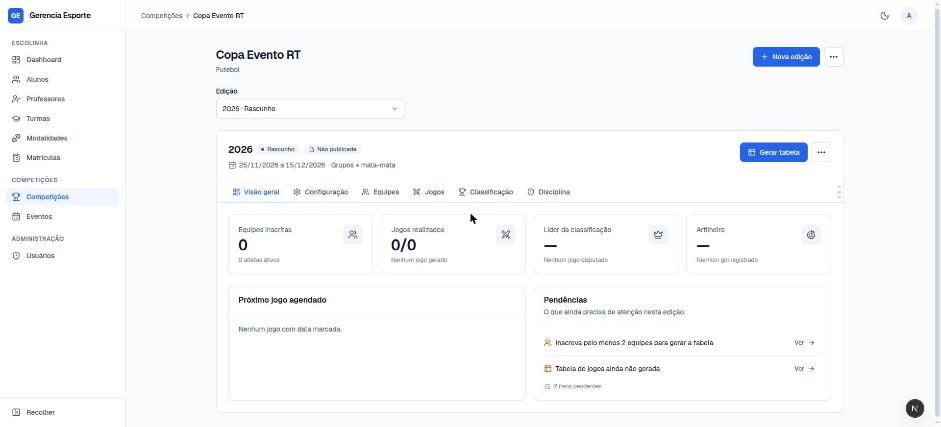 GE Gerencia Esporte
Competições > Copa Evento RT
A
ESCOLINHA
Dashboard
Alunos
Professores
Turmas
Modalidades
Matrículas
COMPETIÇÕES
Competições
Eventos
ADMINISTRAÇÃO
Usuários
Recolher
Copa Evento RT
Futebol
+ Nova edição
Edição
2026 · Rascunho
2026 Rascunho Não publicada
25/11/2026 a 15/12/2026 Grupos + mata-mata
Gerar tabela
Visão geral Configuração Equipes Jogos Classificação Disciplina
Equipes inscritas
0
0 atletas ativos
Jogos realizados
0/0
Nenhum jogo gerado
Líder da classificação
—
Nenhum jogo disputado
Artilheiro
—
Nenhum gol registrado
Próximo jogo agendado
Nenhum jogo com data marcada.
Pendências
O que ainda precisa de atenção nesta edição.
Inscreva pelo menos 2 equipes para gerar a tabela Ver →
Tabela de jogos ainda não gerada Ver →
2 itens pendentes
N